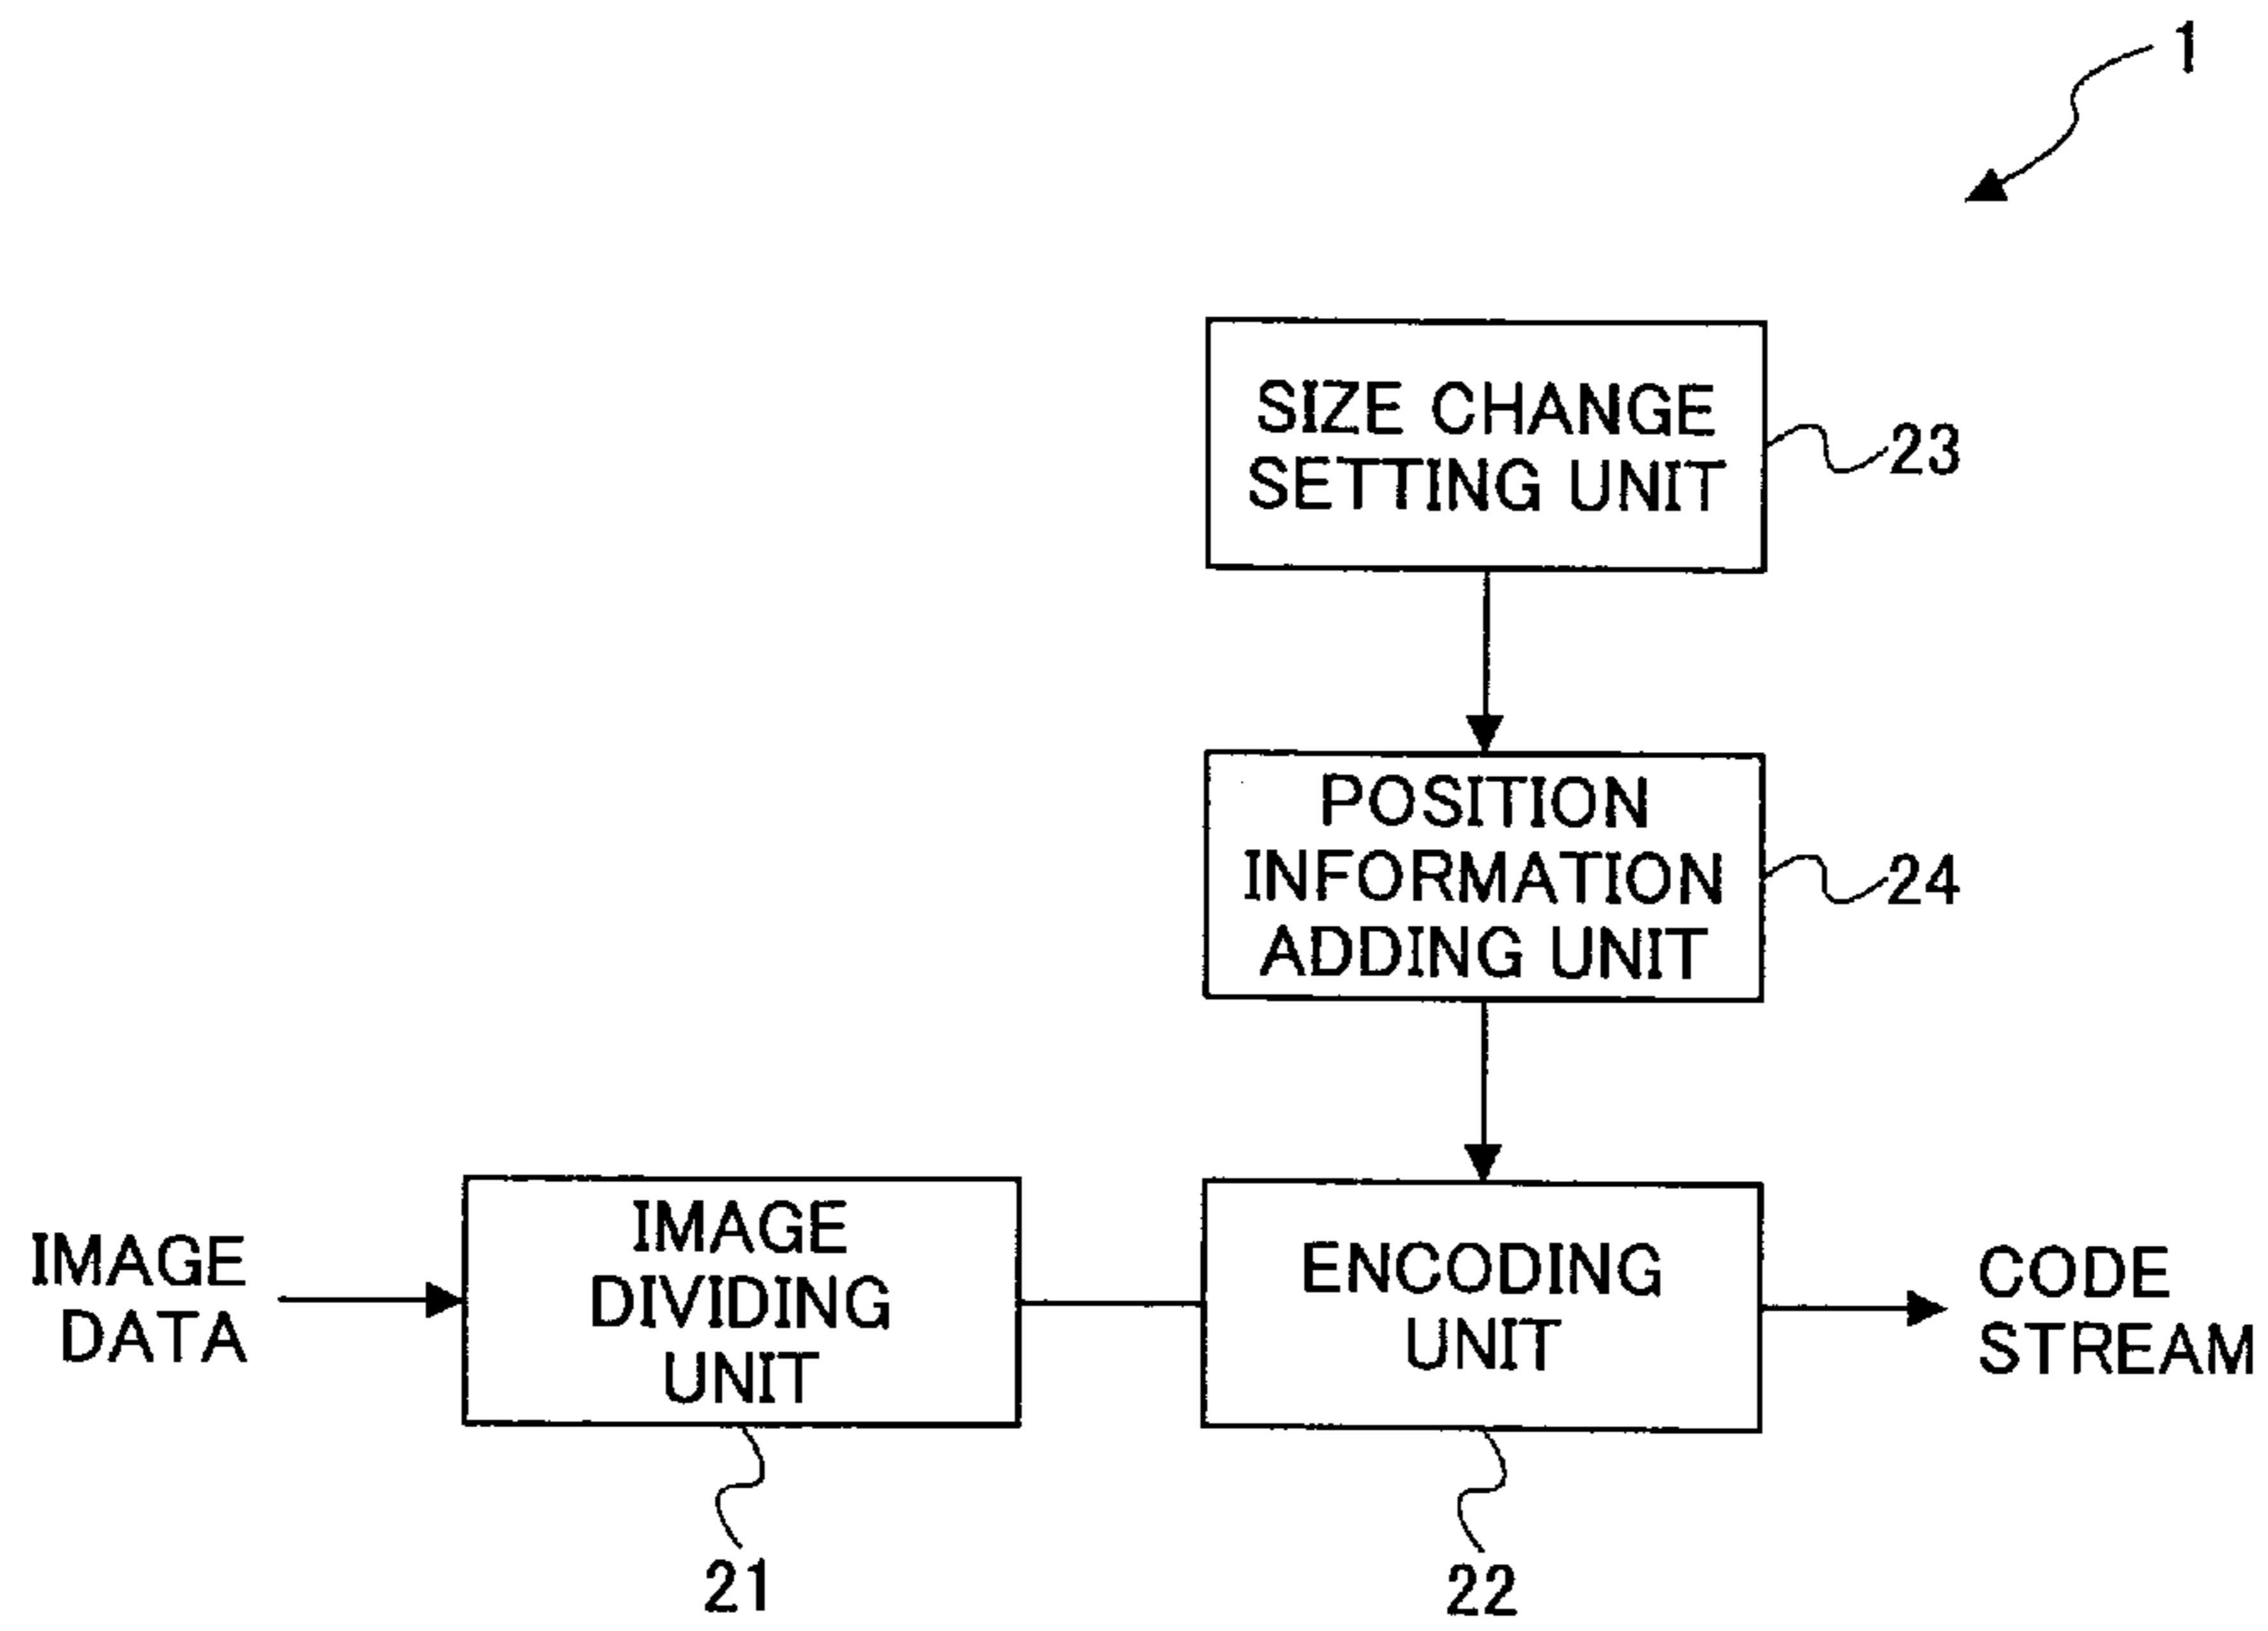 1
SIZE CHANGE
SETTING UNIT
23
POSITION
INFORMATION
ADDING UNIT
24
IMAGE
DATA
IMAGE
DIVIDING
UNIT
ENCODING
UNIT
CODE
STREAM
21
22